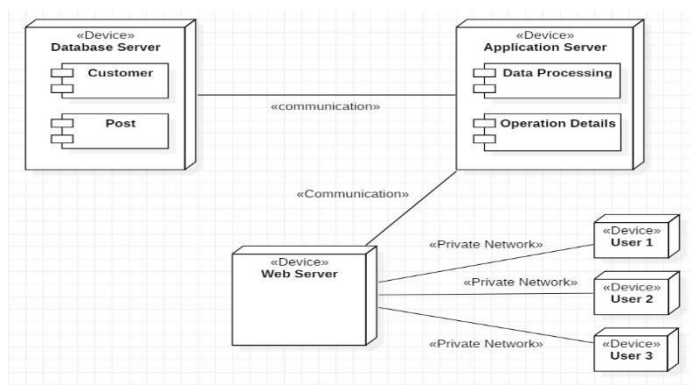 «Device»
Database Server
Customer
Post
«communication»
«Device»
Application Server
Data Processing
Operation Details
«Communication»
«Device»
Web Server
«Private Network»
«Device»
User 1
«Private Network»
«Device»
User 2
«Private Network»
«Device»
User 3